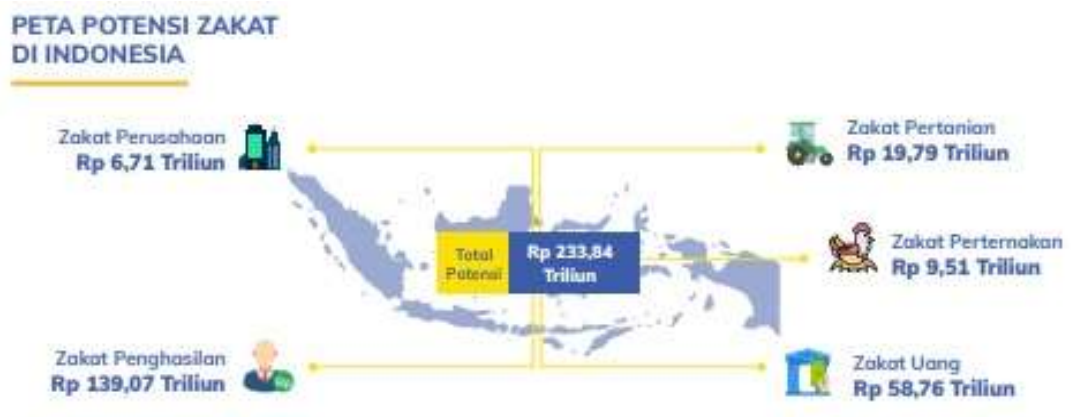 PETA POTENSI ZAKAT
DI INDONESIA
Zakat Perusahaan
Rp 6,71 Triliun
Zakat Pertanian
Rp 19,79 Triliun
Total
Potensi
Rp 233,84
Triliun
Zakat Perternakan
Rp 9,51 Triliun
Zakat Penghasilan
Rp 139,07 Triliun
Zakat Uang
Rp 58,76 Triliun